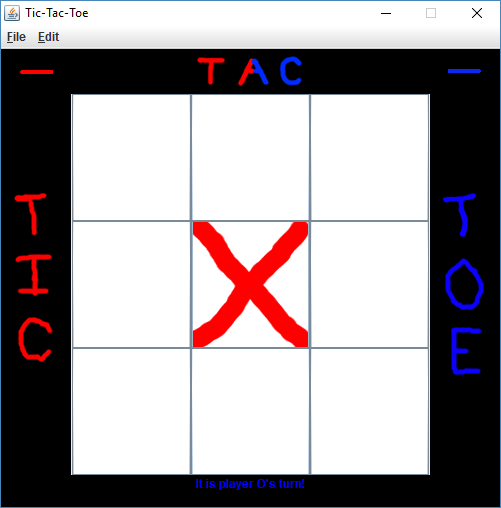 Tic-Tac-Toe
File Edit
— TAC —
TIC
X
TOE
It is player O's turn!